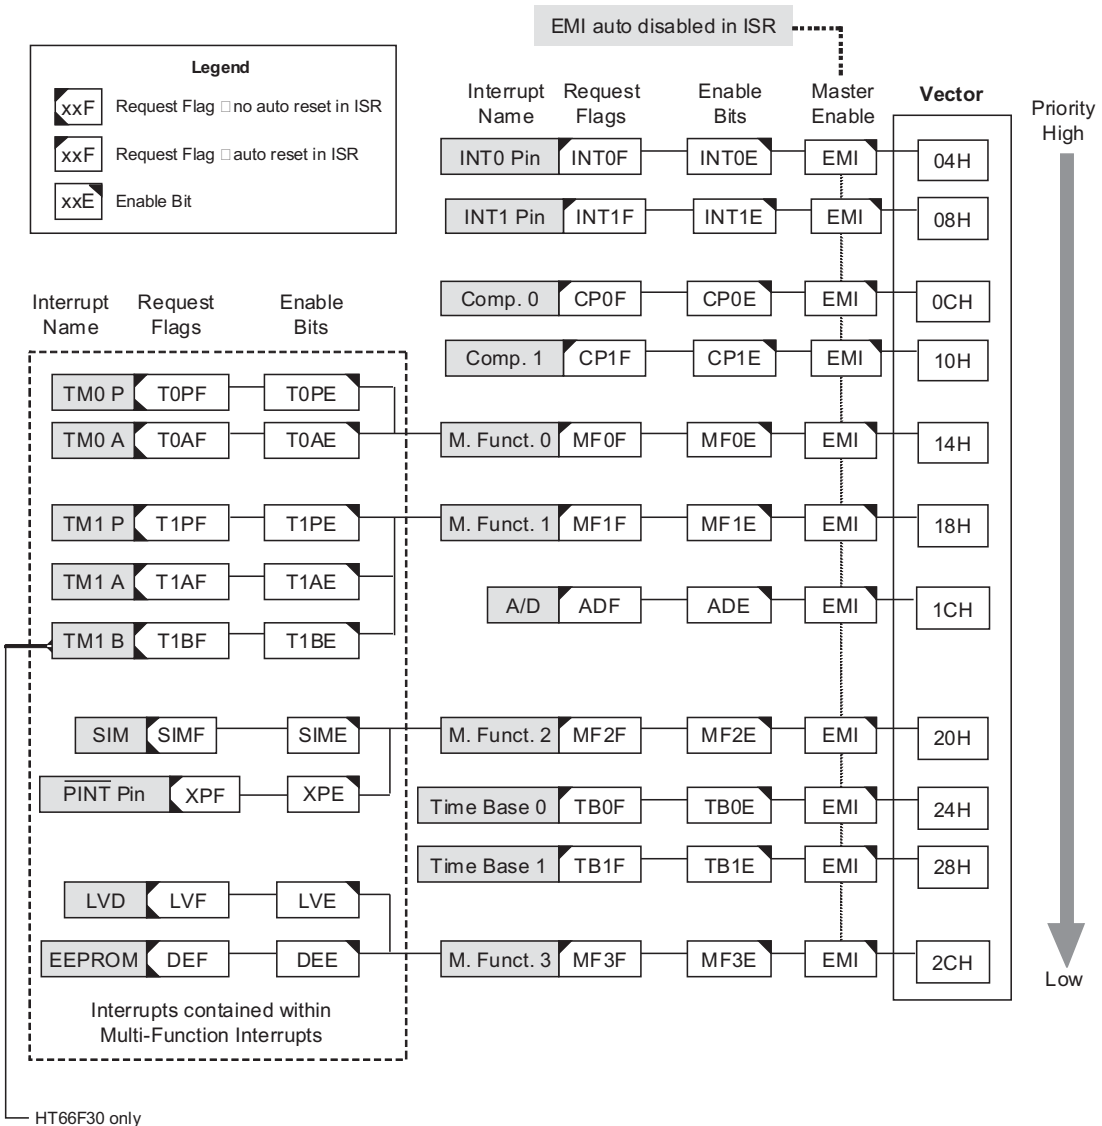 EMI auto disabled in ISR
Legend
xxF Request Flag □ no auto reset in ISR
xxF Request Flag □ auto reset in ISR
xxE Enable Bit
Interrupt Name Request Flags Enable Bits Master Enable Vector
Priority High
INT0 Pin INT0F INT0E EMI 04H
INT1 Pin INT1F INT1E EMI 08H
Comp. 0 CP0F CP0E EMI 0CH
Comp. 1 CP1F CP1E EMI 10H
Interrupt Name Request Flags Enable Bits
TM0 P T0PF T0PE
TM0 A T0AF T0AE M. Funct. 0 MF0F MF0E EMI 14H
TM1 P T1PF T1PE M. Funct. 1 MF1F MF1E EMI 18H
TM1 A T1AF T1AE
A/D ADF ADE EMI 1CH
TM1 B T1BF T1BE
SIM SIMF SIME M. Funct. 2 MF2F MF2E EMI 20H
PINT Pin XPF XPE
Time Base 0 TB0F TB0E EMI 24H
Time Base 1 TB1F TB1E EMI 28H
LVD LVF LVE
EEPROM DEF DEE M. Funct. 3 MF3F MF3E EMI 2CH
Low
Interrupts contained within
Multi-Function Interrupts
HT66F30 only